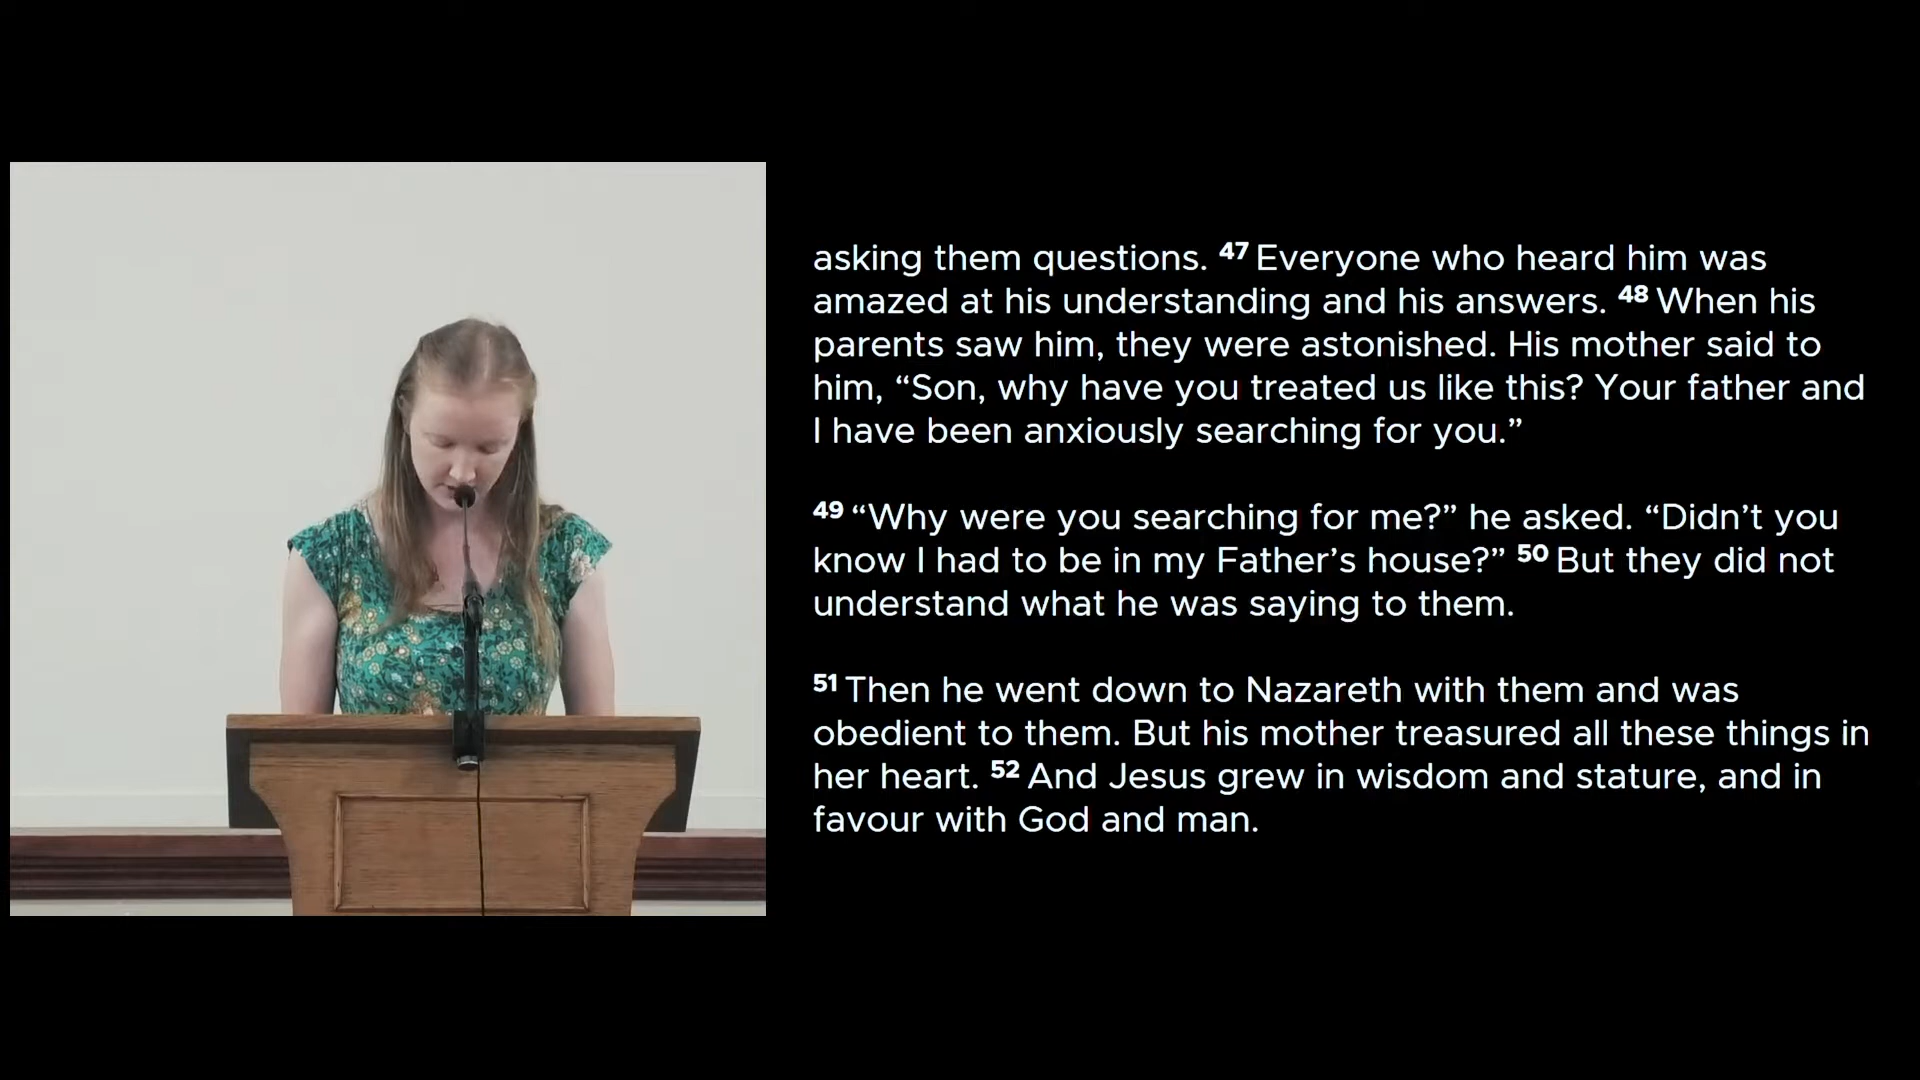 asking them questions. 47 Everyone who heard him was
amazed at his understanding and his answers. 48 When his
parents saw him, they were astonished. His mother said to
him, “Son, why have you treated us like this? Your father and
I have been anxiously searching for you.”
49 “Why were you searching for me?” he asked. “Didn’t you
know I had to be in my Father’s house?” 50 But they did not
understand what he was saying to them.
51 Then he went down to Nazareth with them and was
obedient to them. But his mother treasured all these things in
her heart. 52 And Jesus grew in wisdom and stature, and in
favour with God and man.